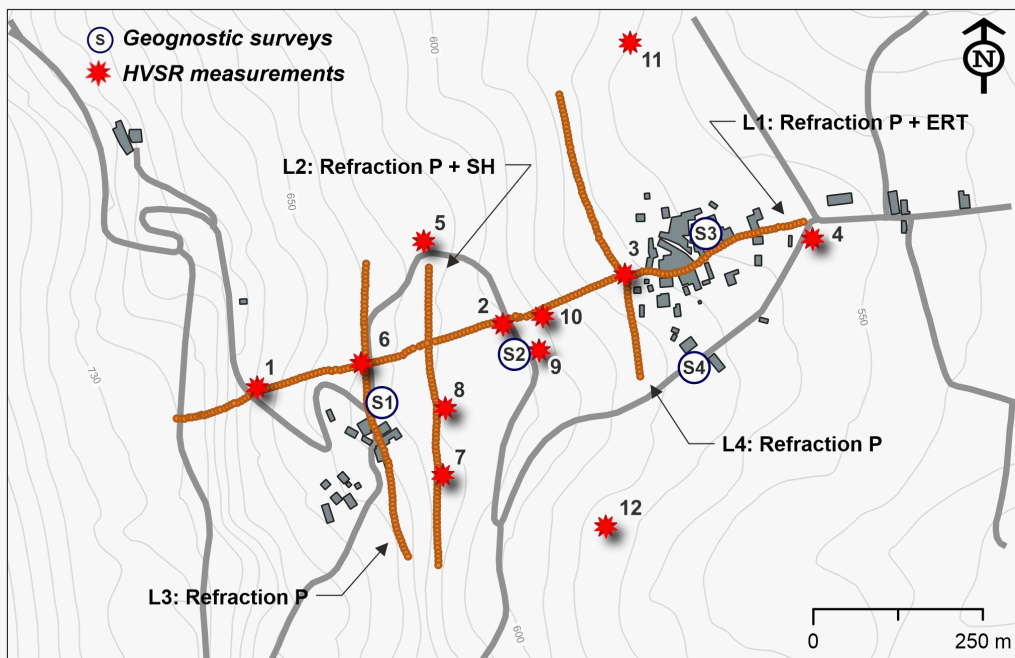 S Geognostic surveys
HVSR measurements
600
11
N
L1: Refraction P + ERT
L2: Refraction P + SH
650
5
S3
4
3
2
10
6
S2
9
550
1
730
S1
8
S4
7
L4: Refraction P
12
L3: Refraction P
600
0
250 m